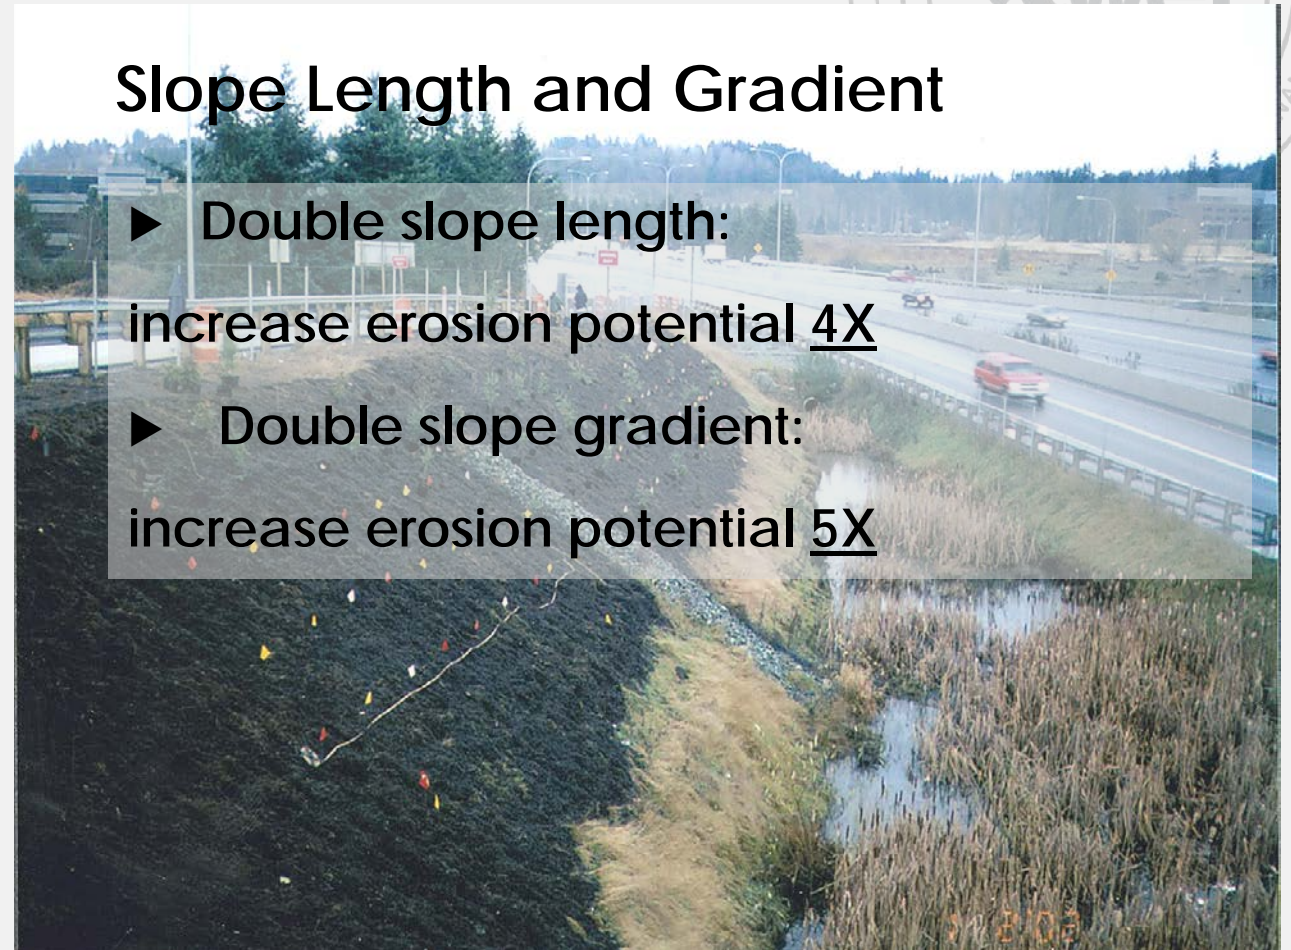 Slope Length and Gradient
► Double slope length:
increase erosion potential 4X
► Double slope gradient:
increase erosion potential 5X